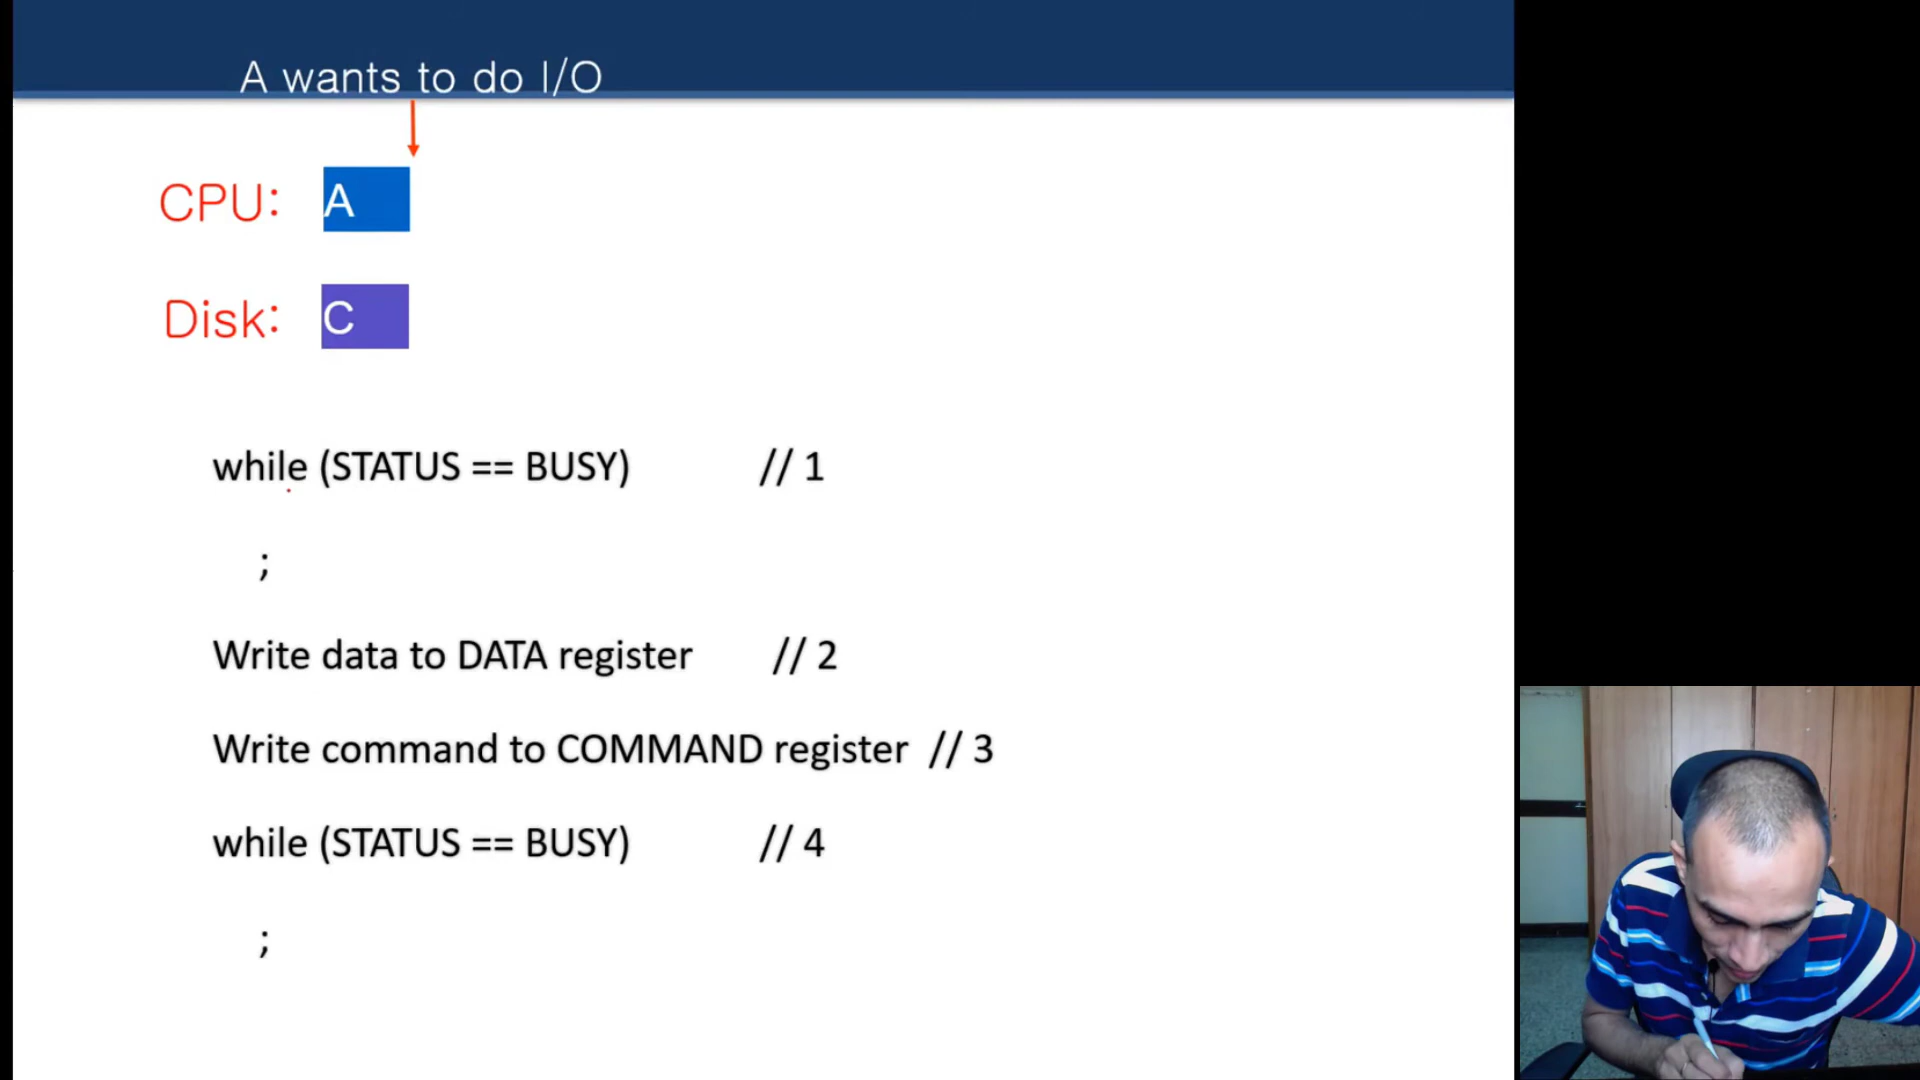 A wants to do I/O
CPU: A
Disk: C
while (STATUS == BUSY) // 1
;
Write data to DATA register // 2
Write command to COMMAND register // 3
while (STATUS == BUSY) // 4
;